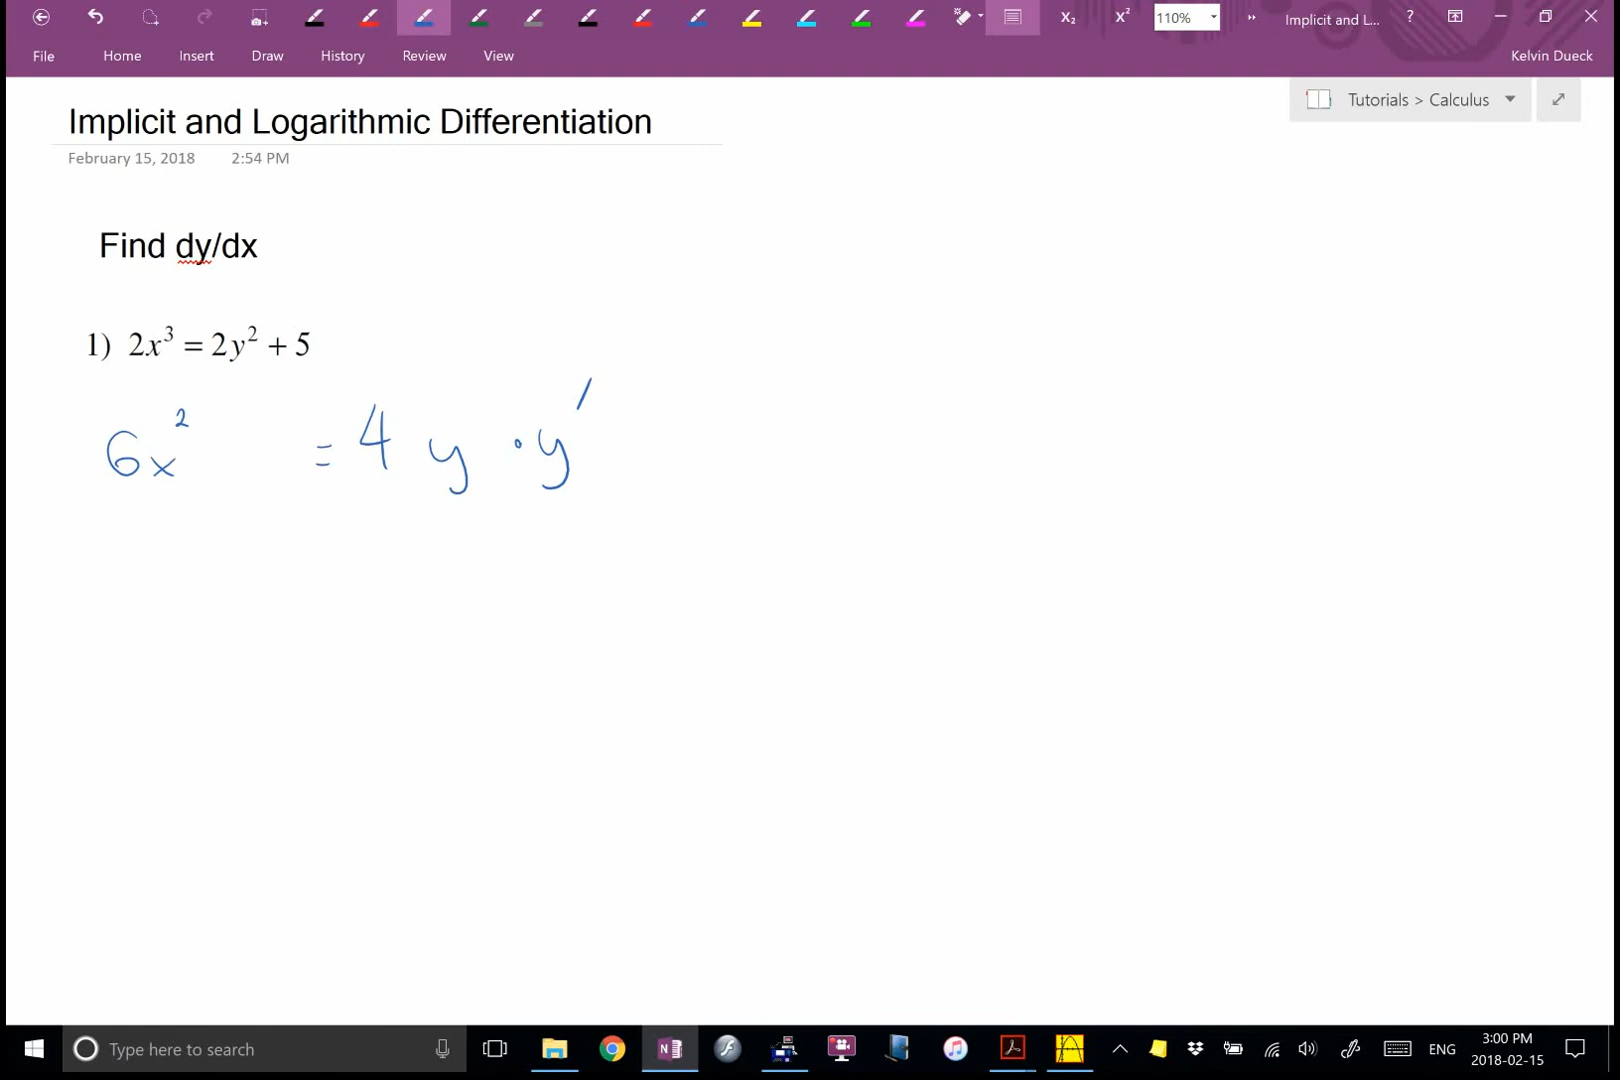 X₂ X² 110% Implicit and L... ?
File Home Insert Draw History Review View Kelvin Dueck
Tutorials > Calculus
Implicit and Logarithmic Differentiation
February 15, 2018 2:54 PM
Find dy/dx
1) 2x³ = 2y² + 5
6x² = 4y · y′
Type here to search ENG 3:00 PM
2018-02-15